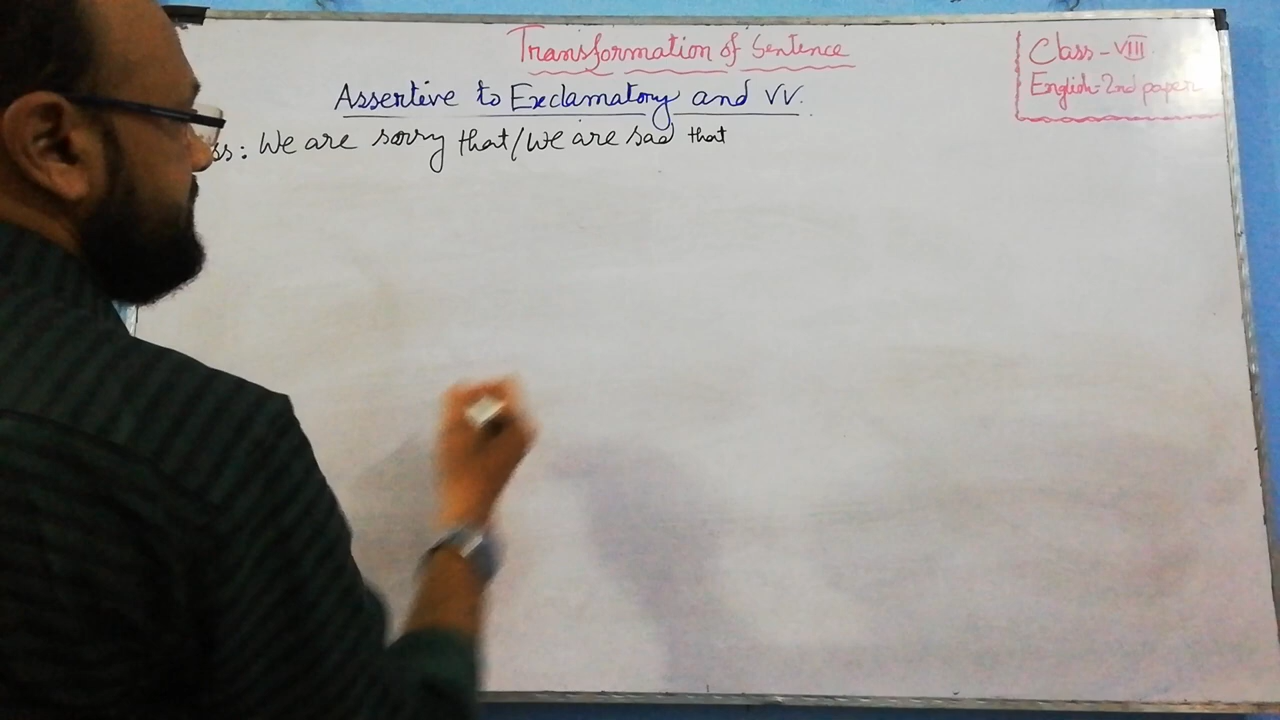 Transformation of Sentence
Class - VIII
English-2nd paper
Assertive to Exclamatory and VV.
ss: We are sorry that/We are sad that